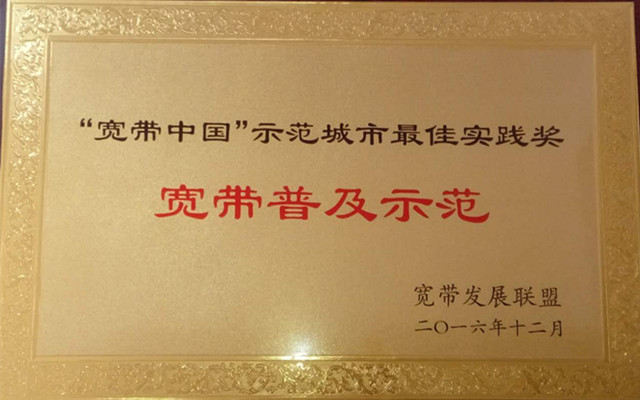 “宽带中国”示范城市最佳实践奖
宽带普及示范
宽带发展联盟
二〇一六年十二月